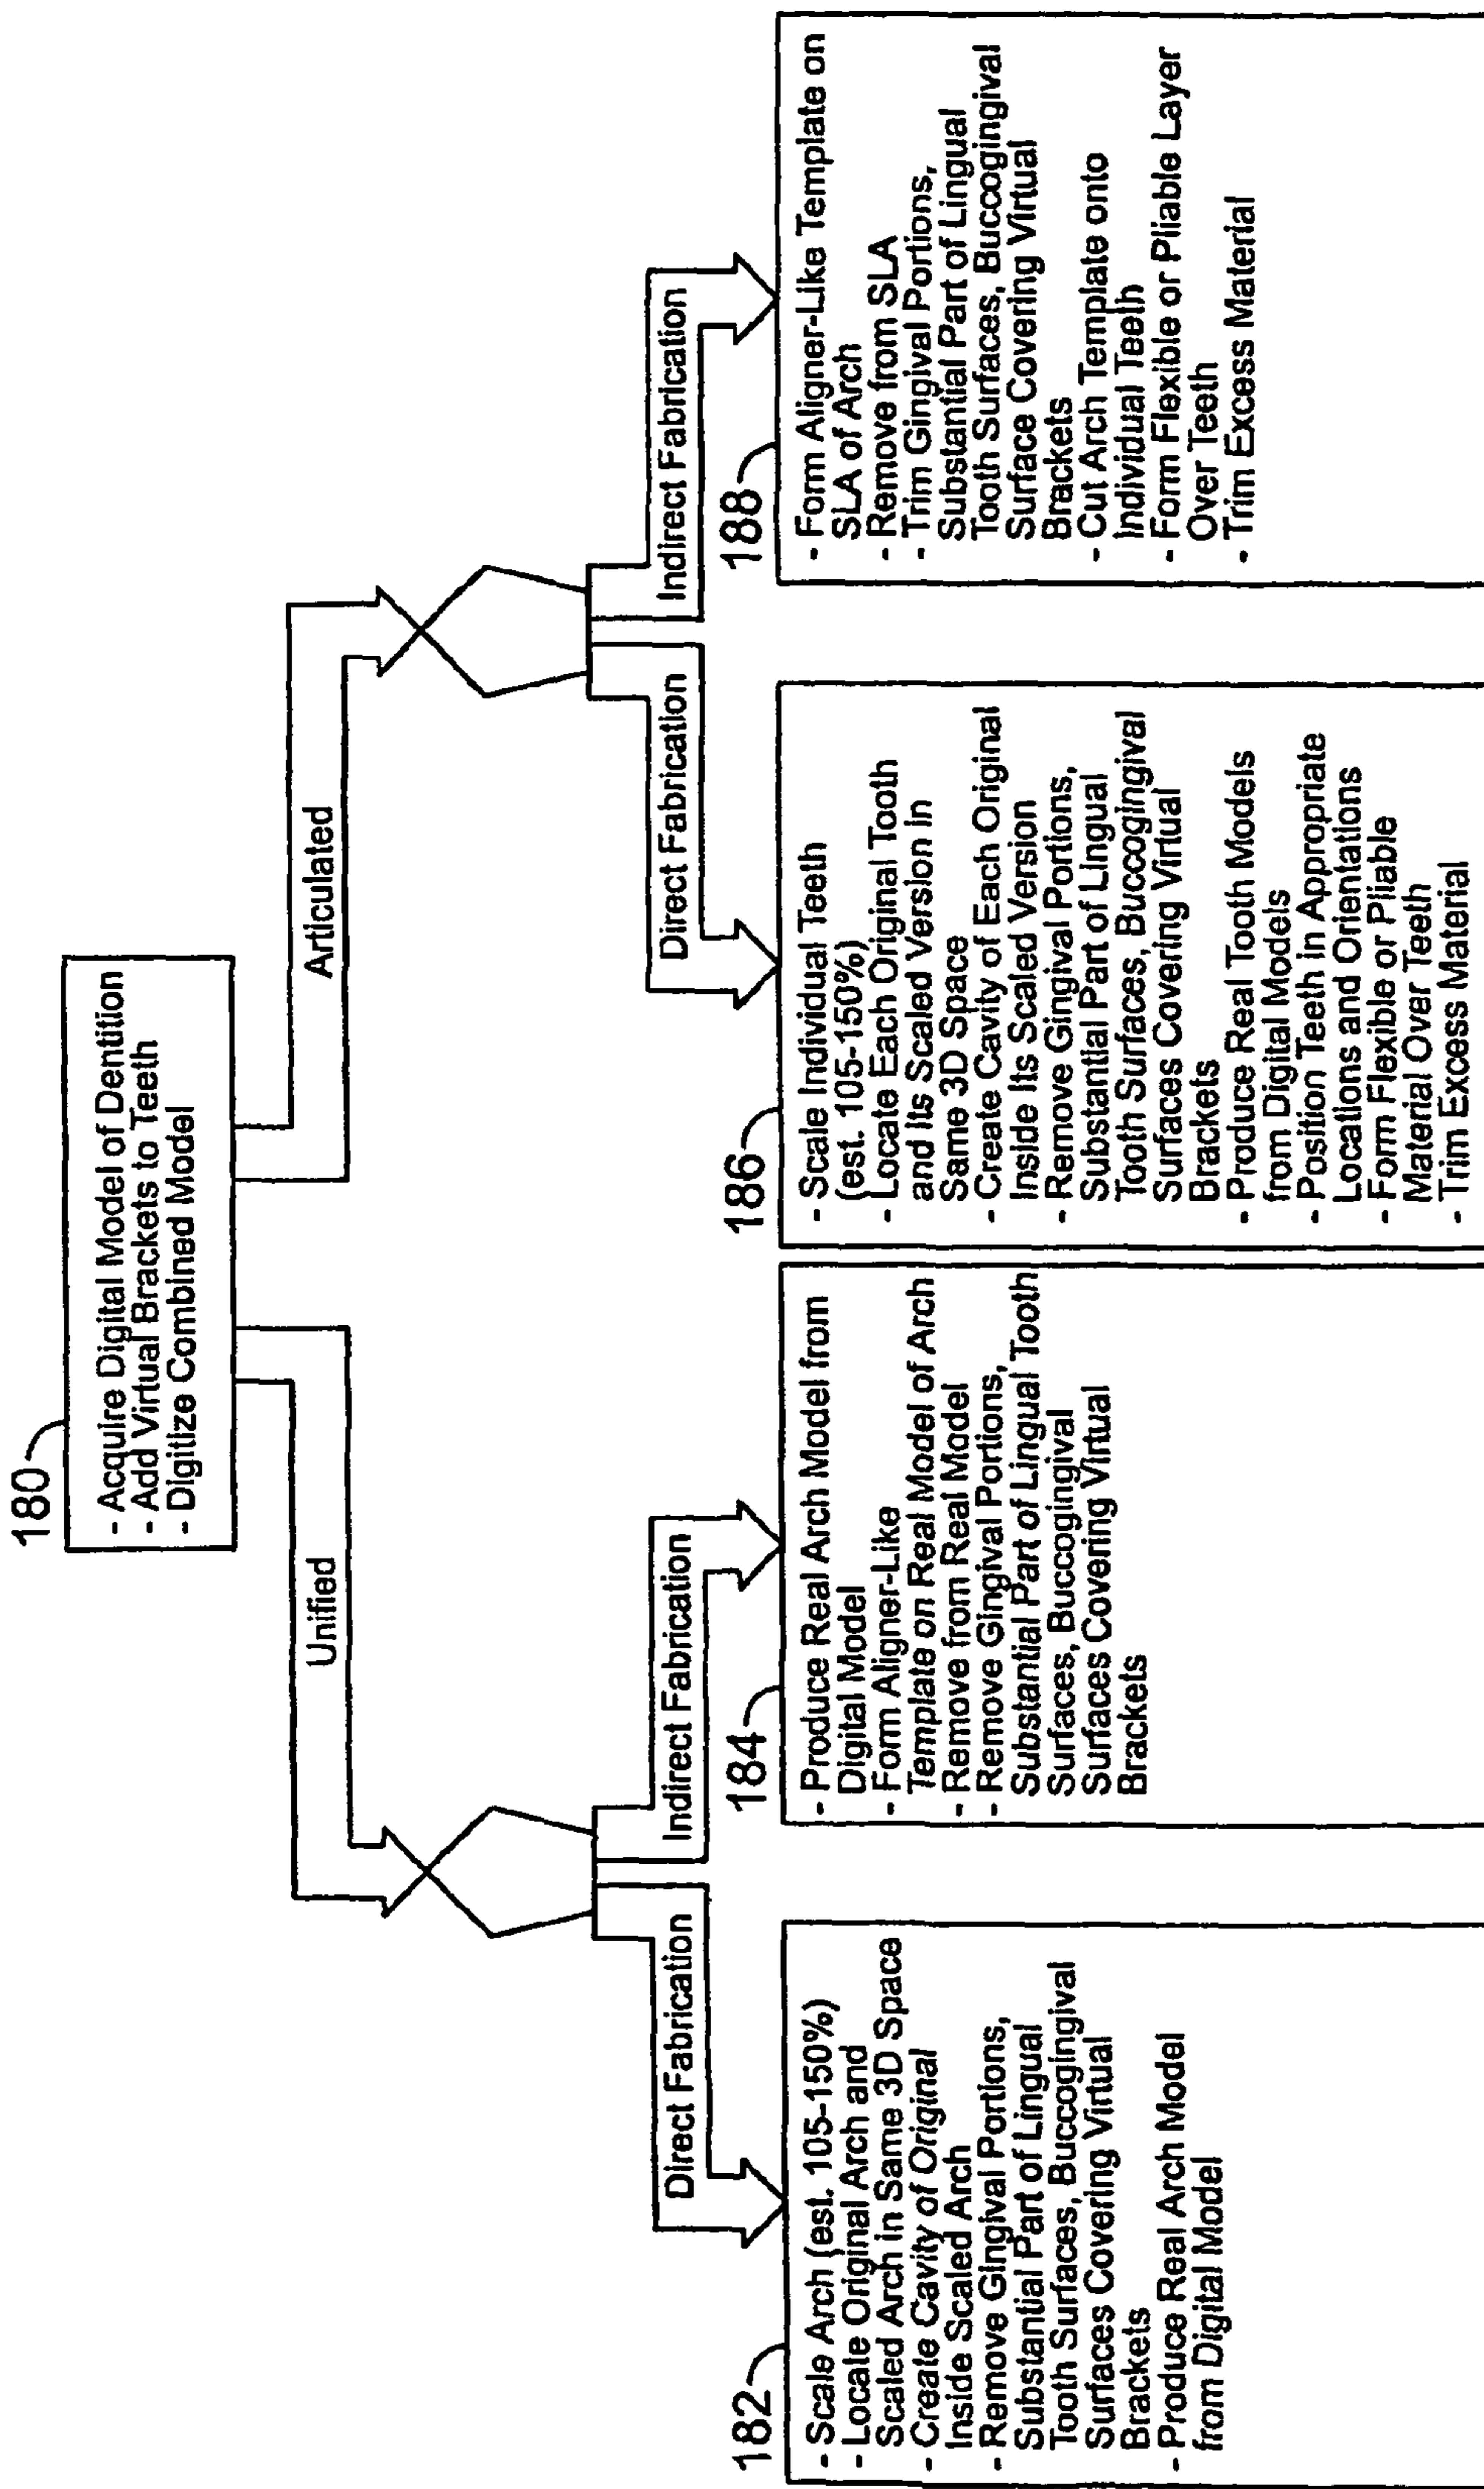 180
- Acquire Digital Model of Dentition
- Add Virtual Brackets to Teeth
- Digitize Combined Model
Unified
Articulated
Direct Fabrication
Indirect Fabrication
Direct Fabrication
Indirect Fabrication
182
- Scale Arch (est. 105-150%)
- Locate Original Arch and
Scaled Arch in Same 3D Space
- Create Cavity of Original
Inside Scaled Arch
- Remove Gingival Portions,
Substantial Part of Lingual
Tooth Surfaces, Buccogingival
Surfaces Covering Virtual
Brackets
- Produce Real Arch Model
from Digital Model
184
- Produce Real Arch Model from
Digital Model
- Form Aligner-Like
Template on Real Model of Arch
- Remove from Real Model
- Remove Gingival Portions,
Substantial Part of Lingual Tooth
Surfaces, Buccogingival
Surfaces Covering Virtual
Brackets
186
- Scale Individual Teeth
(est. 105-150%)
- Locate Each Original Tooth
and Its Scaled Version in
Same 3D Space
- Create Cavity of Each Original
Inside Its Scaled Version
- Remove Gingival Portions,
Substantial Part of Lingual
Tooth Surfaces, Buccogingival
Surfaces Covering Virtual
Brackets
- Produce Real Tooth Models
from Digital Models
- Position Teeth in Appropriate
Locations and Orientations
- Form Flexible or Pliable
Material Over Teeth
- Trim Excess Material
188
- Form Aligner-Like Template on
SLA of Arch
- Remove from SLA
- Trim Gingival Portions,
Substantial Part of Lingual
Tooth Surfaces, Buccogingival
Surface Covering Virtual
Brackets
- Cut Arch Template onto
Individual Teeth
- Form Flexible or Pliable Layer
Over Teeth
- Trim Excess Material